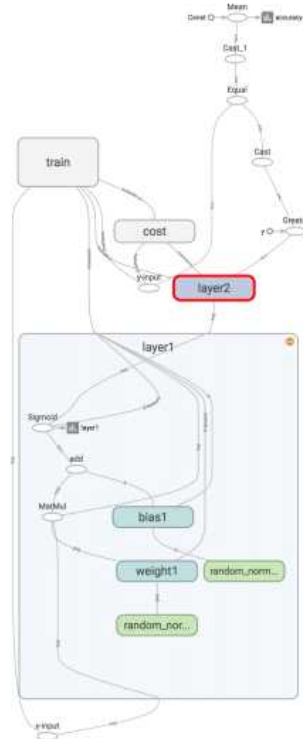 Mean
Const
accuracy
Cast_1
Equal
train
Cast
cost
Greate
y
y-input
layer2
layer1
Sigmoid
layer1
add
MatMul
bias1
weight1
random_norm...
random_nor...
x-input